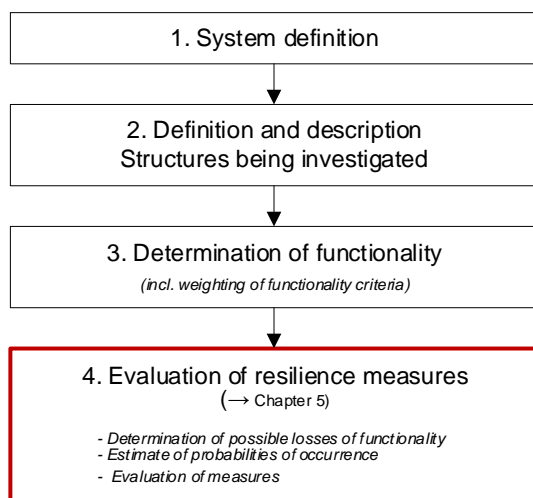 1. System definition
2. Definition and description
Structures being investigated
3. Determination of functionality
(incl. weighting of functionality criteria)
4. Evaluation of resilience measures
(→ Chapter 5)
- Determination of possible losses of functionality
- Estimate of probabilities of occurrence
- Evaluation of measures